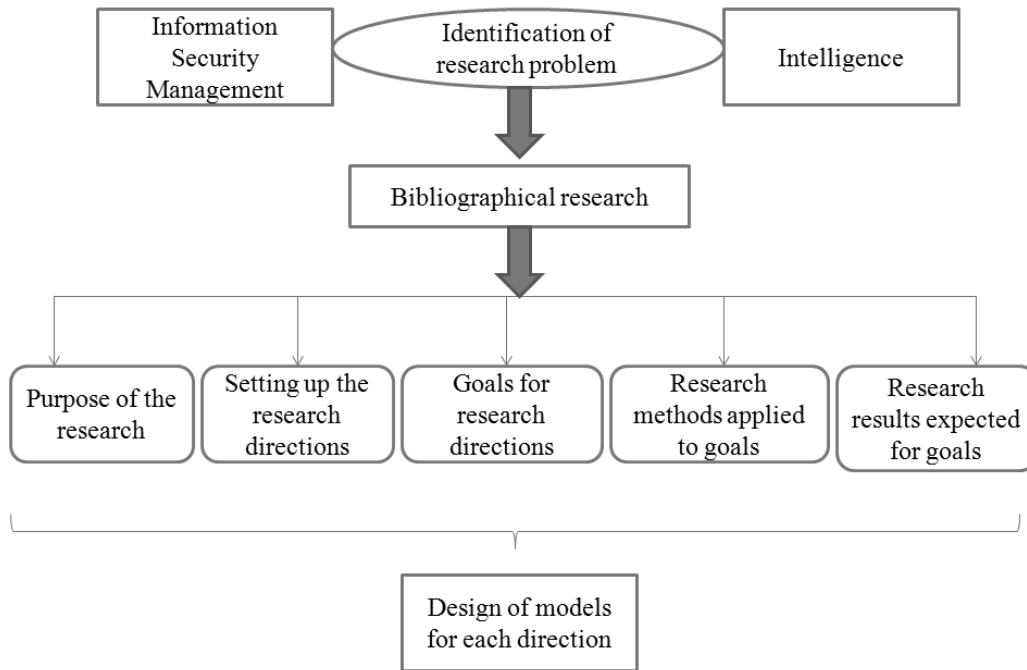 Information
Security
Management
Identification of
research problem
Intelligence
Bibliographical research
Purpose of the
research
Setting up the
research
directions
Goals for
research
directions
Research
methods applied
to goals
Research
results expected
for goals
Design of models
for each direction